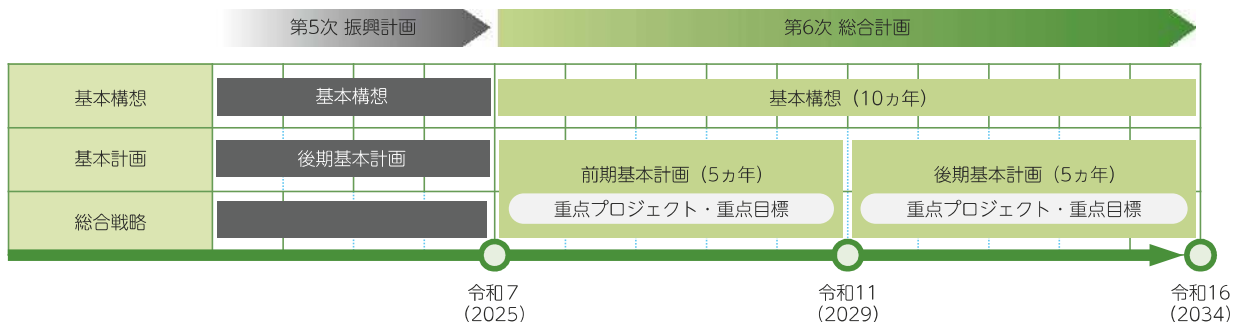 第5次 振興計画
第6次 総合計画
基本構想
基本構想
基本構想（10ヵ年）
基本計画
後期基本計画
前期基本計画（5ヵ年）
後期基本計画（5ヵ年）
重点プロジェクト・重点目標
重点プロジェクト・重点目標
総合戦略
令和7
(2025)
令和11
(2029)
令和16
(2034)